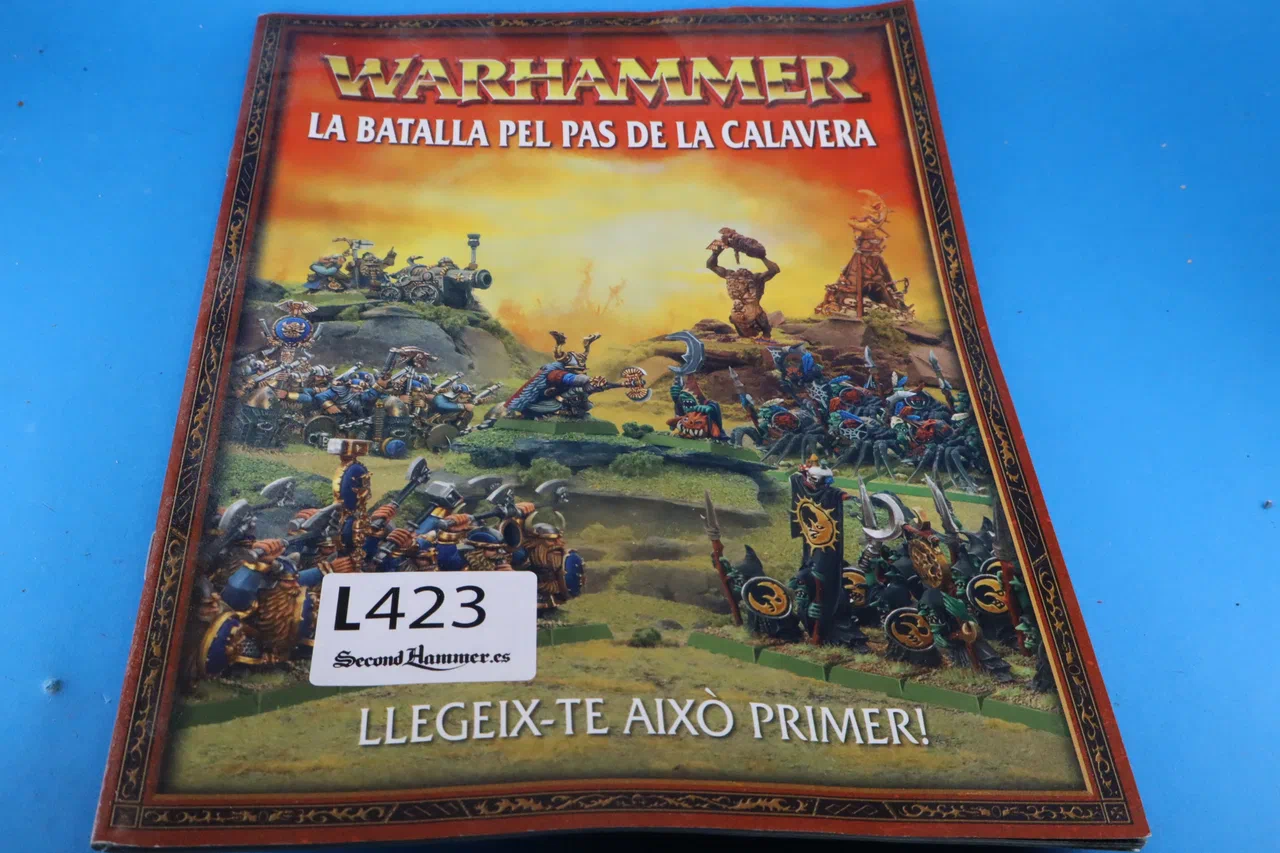 WARHAMMER
LA BATALLA PEL PAS DE LA CALAVERA
L423
SecondHammer.es
LLEGEIX-TE AIXÒ PRIMER!